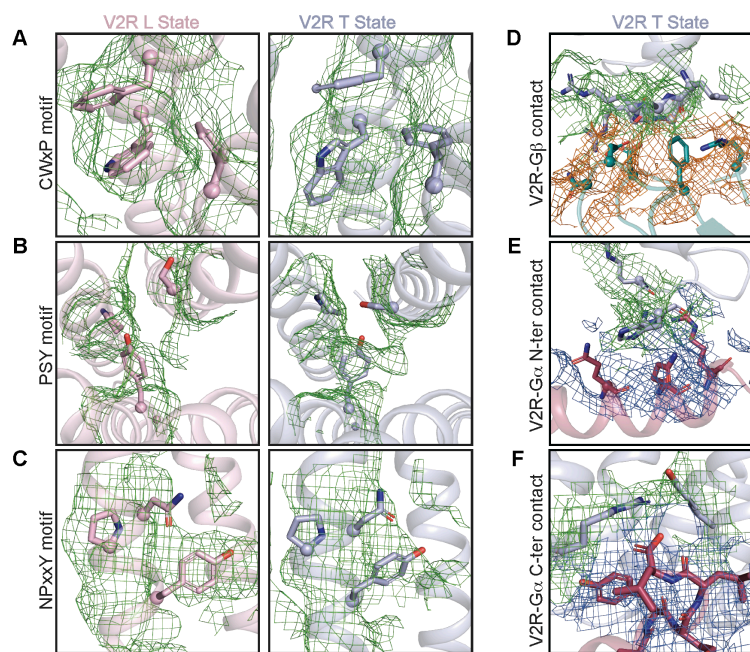 V2R L State
V2R T State
V2R T State
A
CWxP motif
B
PSY motif
C
NPxxY motif
D
V2R-Gβ contact
E
V2R-Gα N-ter contact
F
V2R-Gα C-ter contact